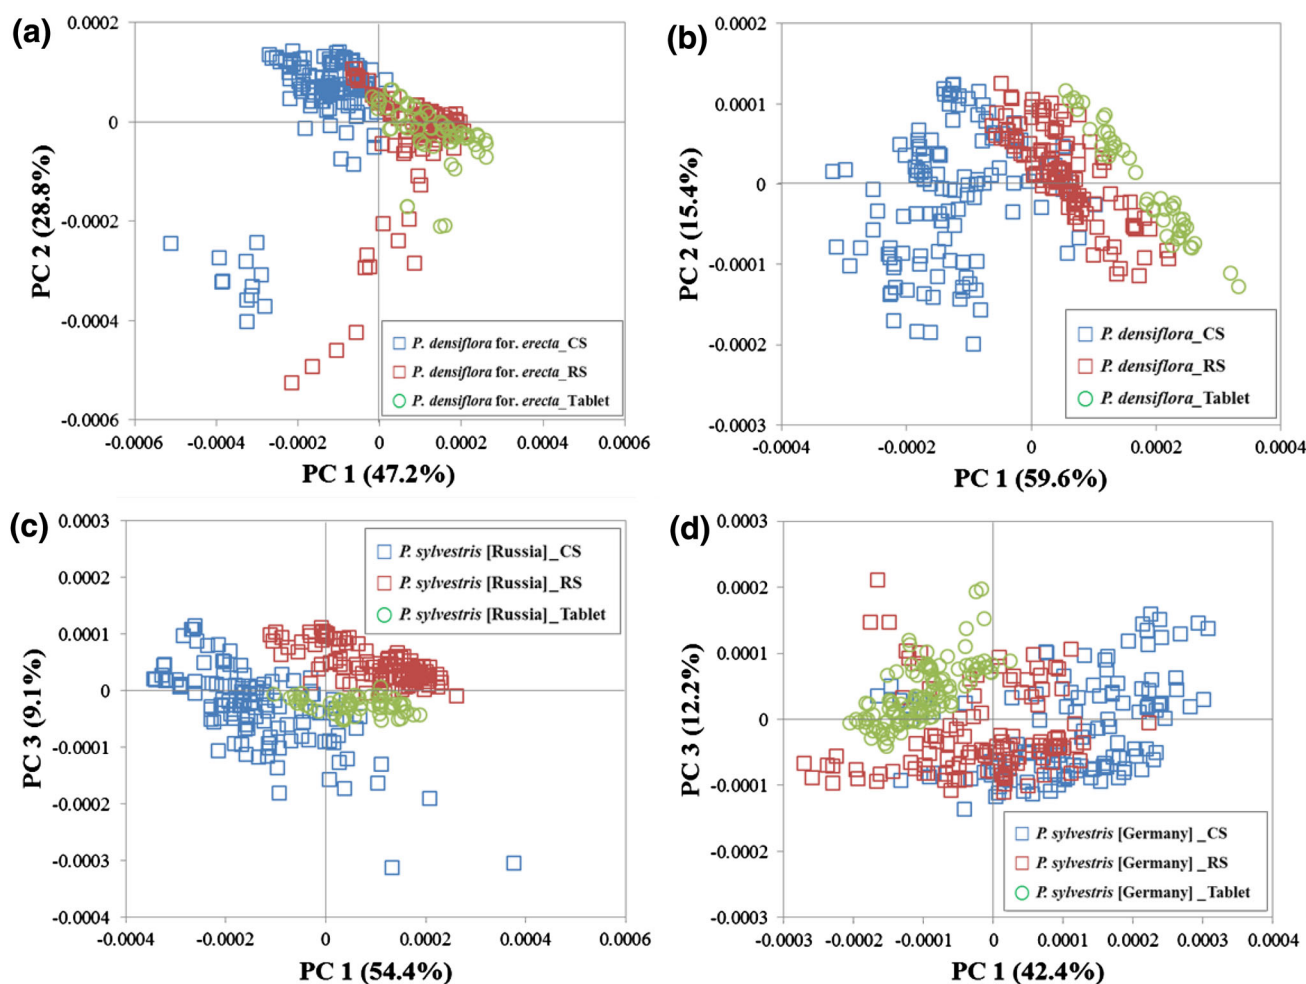 (a)
0.0002
0
-0.0002
-0.0004
-0.0006
PC 2 (28.8%)
P. densiflora for. erecta_CS
P. densiflora for. erecta_RS
P. densiflora for. erecta_Tablet
-0.0006 -0.0004 -0.0002 0 0.0002 0.0004 0.0006
PC 1 (47.2%)
(b)
0.0002
0.0001
0
-0.0001
-0.0002
-0.0003
PC 2 (15.4%)
P. densiflora_CS
P. densiflora_RS
P. densiflora_Tablet
-0.0004 -0.0002 0 0.0002 0.0004
PC 1 (59.6%)
(c)
0.0003
0.0002
0.0001
0
-0.0001
-0.0002
-0.0003
-0.0004
PC 3 (9.1%)
P. sylvestris [Russia]_CS
P. sylvestris [Russia]_RS
P. sylvestris [Russia]_Tablet
-0.0004 -0.0002 0 0.0002 0.0004 0.0006
PC 1 (54.4%)
(d)
0.0003
0.0002
0.0001
0
-0.0001
-0.0002
-0.0003
PC 3 (12.2%)
P. sylvestris [Germany] _CS
P. sylvestris [Germany] _RS
P. sylvestris [Germany] _Tablet
-0.0003 -0.0002 -0.0001 0 0.0001 0.0002 0.0003 0.0004
PC 1 (42.4%)